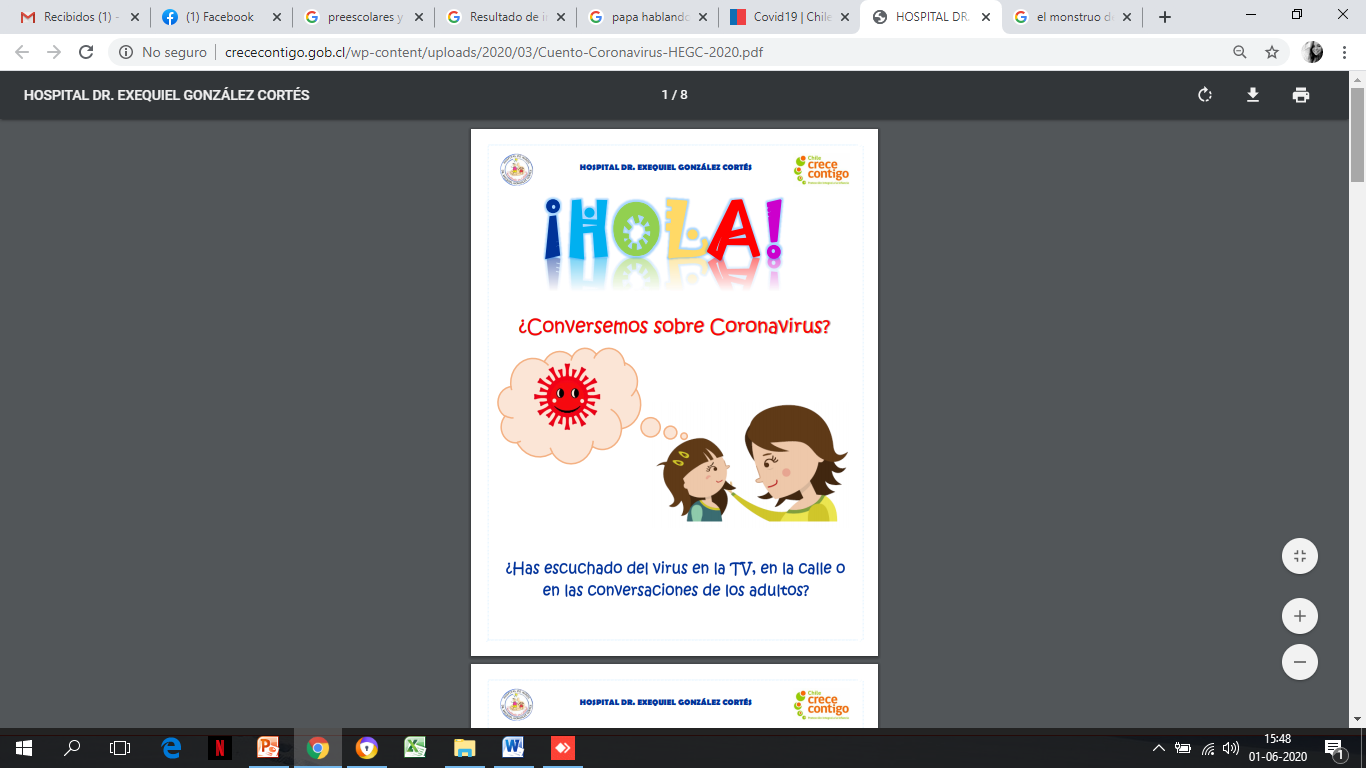 Recibidos (1) -
(1) Facebook
preescolares y
Resultado de i
papa hablando
Covid19 | Chile
HOSPITAL DR.
el monstruo d
No seguro
crececontigo.gob.cl/wp-content/uploads/2020/03/Cuento-Coronavirus-HEGC-2020.pdf
HOSPITAL DR. EXEQUIEL GONZÁLEZ CORTÉS
1 / 8
HOSPITAL DR. EXEQUIEL GONZÁLEZ CORTÉS
Chile
crece
contigo
¡HOLA!
¿Conversemos sobre Coronavirus?
¿Has escuchado del virus en la TV, en la calle o
en las conversaciones de los adultos?
HOSPITAL DR. EXEQUIEL GONZÁLEZ CORTÉS
Chile
crece
contigo
15:48
01-06-2020
1